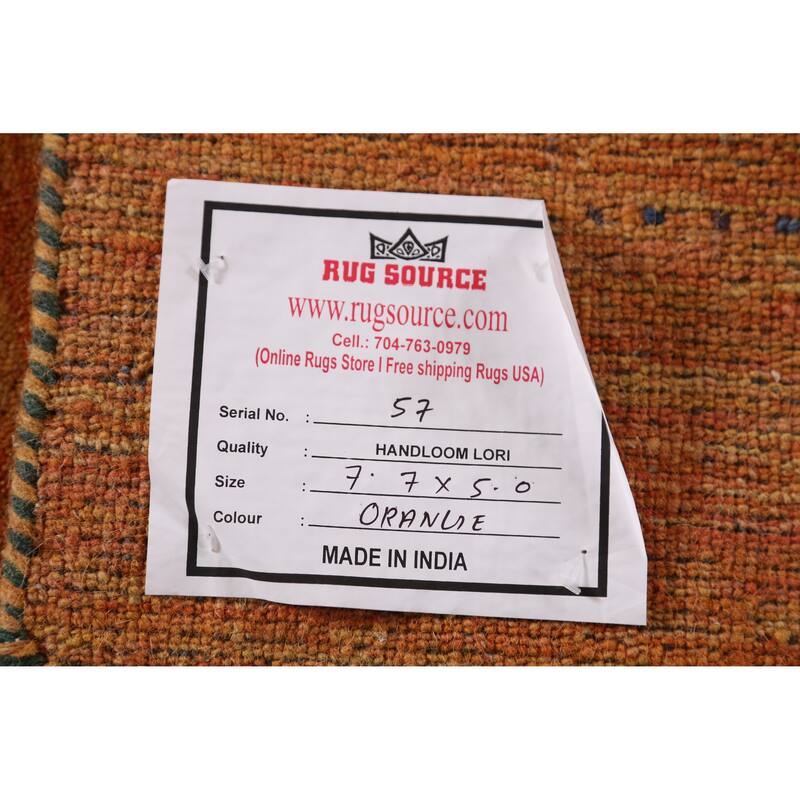 RUG SOURCE
www.rugsource.com
Cell.: 704-763-0979
(Online Rugs Store I Free shipping Rugs USA)
Serial No. : 57
Quality : HANDLOOM LORI
Size : 7.7 X 5.0
Colour : ORANGE
MADE IN INDIA